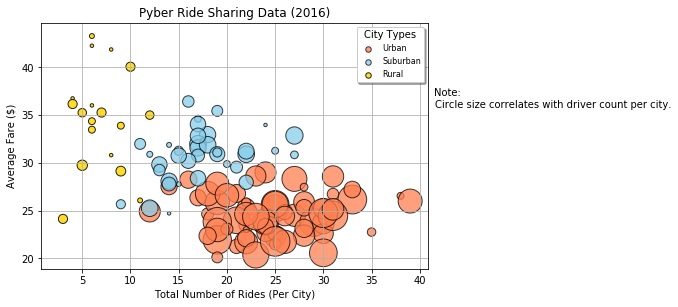 Pyber Ride Sharing Data (2016)
City Types
Urban
Suburban
Rural
Note:
Circle size correlates with driver count per city.
Average Fare ($)
40
35
30
25
20
5 10 15 20 25 30 35 40
Total Number of Rides (Per City)